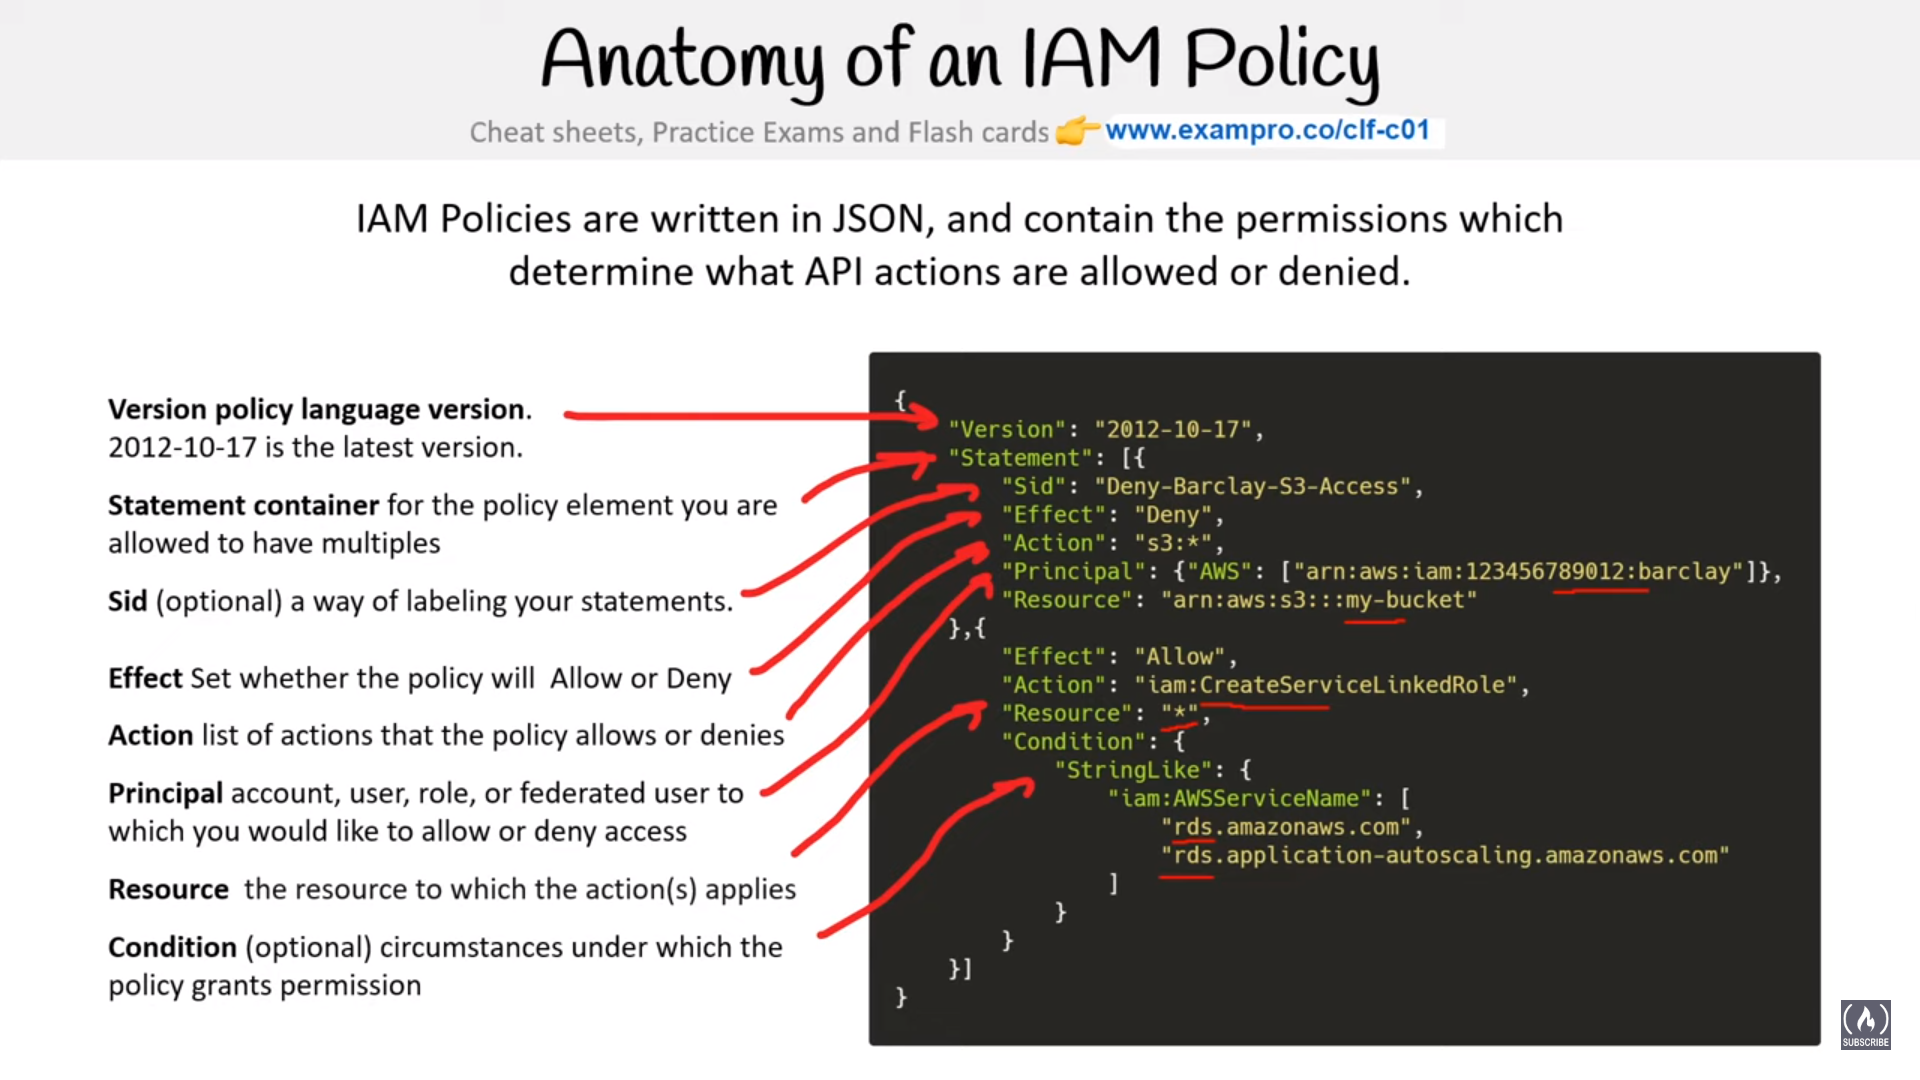 Anatomy of an IAM Policy
Cheat sheets, Practice Exams and Flash cards 👉 www.exampro.co/clf-c01
IAM Policies are written in JSON, and contain the permissions which
determine what API actions are allowed or denied.
Version policy language version.
2012-10-17 is the latest version.
Statement container for the policy element you are
allowed to have multiples
Sid (optional) a way of labeling your statements.
Effect Set whether the policy will  Allow or Deny
Action list of actions that the policy allows or denies
Principal account, user, role, or federated user to
which you would like to allow or deny access
Resource  the resource to which the action(s) applies
Condition (optional) circumstances under which the
policy grants permission
{
    "Version": "2012-10-17",
    "Statement": [{
        "Sid": "Deny-Barclay-S3-Access",
        "Effect": "Deny",
        "Action": "s3:*",
        "Principal": {"AWS": ["arn:aws:iam:123456789012:barclay"]},
        "Resource": "arn:aws:s3:::my-bucket"
    },{
        "Effect": "Allow",
        "Action": "iam:CreateServiceLinkedRole",
        "Resource": "*",
        "Condition": {
            "StringLike": {
                "iam:AWSServiceName": [
                    "rds.amazonaws.com",
                    "rds.application-autoscaling.amazonaws.com"
                ]
            }
        }
    }]
}
SUBSCRIBE